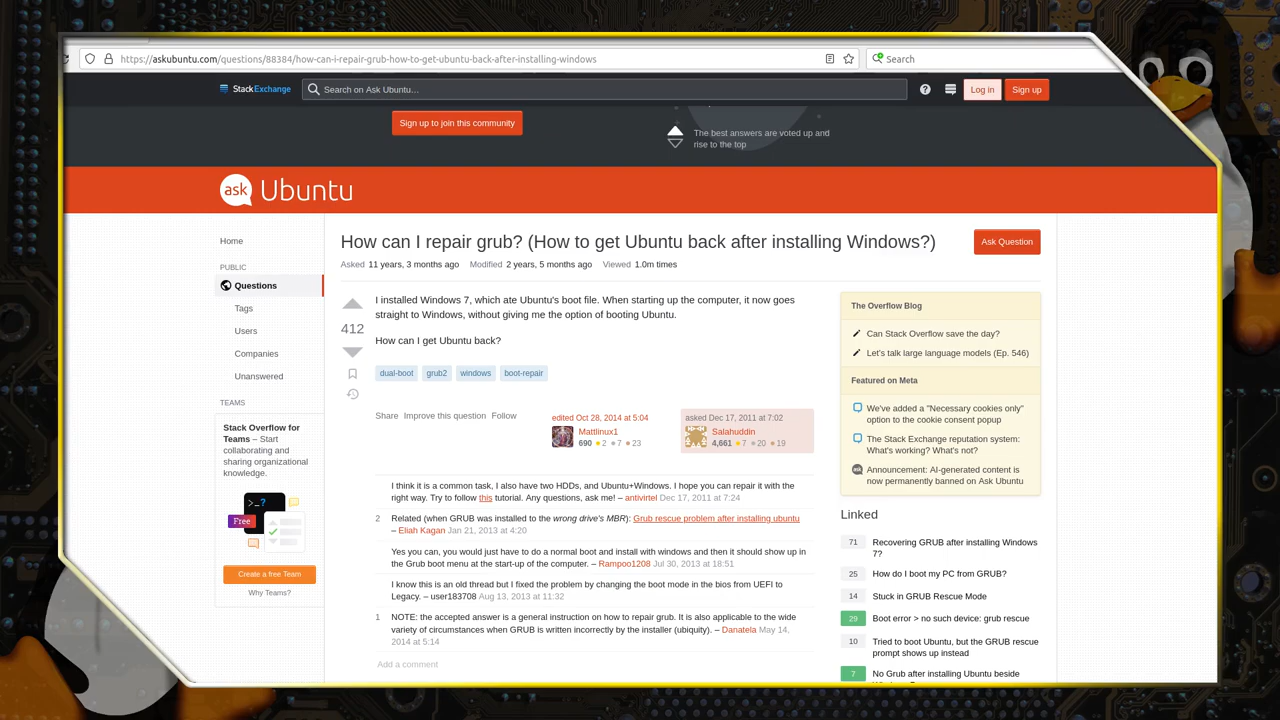 https://askubuntu.com/questions/88384/how-can-i-repair-grub-how-to-get-ubuntu-back-after-installing-windows
Search
StackExchange
Search on Ask Ubuntu…
Log in
Sign up
Sign up to join this community
The best answers are voted up and
rise to the top
ask Ubuntu
Home
PUBLIC
Questions
Tags
Users
Companies
Unanswered
TEAMS
Stack Overflow for
Teams – Start
collaborating and
sharing organizational
knowledge.
>_?
Free
Create a free Team
Why Teams?
How can I repair grub? (How to get Ubuntu back after installing Windows?)
Ask Question
Asked 11 years, 3 months ago Modified 2 years, 5 months ago Viewed 1.0m times
412
I installed Windows 7, which ate Ubuntu's boot file. When starting up the computer, it now goes
straight to Windows, without giving me the option of booting Ubuntu.
How can I get Ubuntu back?
dual-boot grub2 windows boot-repair
Share Improve this question Follow
edited Oct 28, 2014 at 5:04
Mattlinux1
690 2 7 23
asked Dec 17, 2011 at 7:02
Salahuddin
4,661 7 20 19
I think it is a common task, I also have two HDDs, and Ubuntu+Windows. I hope you can repair it with the
right way. Try to follow this tutorial. Any questions, ask me! – antivirtel Dec 17, 2011 at 7:24
2 Related (when GRUB was installed to the wrong drive's MBR): Grub rescue problem after installing ubuntu
– Eliah Kagan Jan 21, 2013 at 4:20
Yes you can, you would just have to do a normal boot and install with windows and then it should show up in
the Grub boot menu at the start-up of the computer. – Rampoo1208 Jul 30, 2013 at 18:51
I know this is an old thread but I fixed the problem by changing the boot mode in the bios from UEFI to
Legacy. – user183708 Aug 13, 2013 at 11:32
1 NOTE: the accepted answer is a general instruction on how to repair grub. It is also applicable to the wide
variety of circumstances when GRUB is written incorrectly by the installer (ubiquity). – Danatela May 14,
2014 at 5:14
Add a comment
The Overflow Blog
Can Stack Overflow save the day?
Let's talk large language models (Ep. 546)
Featured on Meta
We've added a "Necessary cookies only"
option to the cookie consent popup
The Stack Exchange reputation system:
What's working? What's not?
ask
Announcement: AI-generated content is
now permanently banned on Ask Ubuntu
Linked
71 Recovering GRUB after installing Windows
7?
25 How do I boot my PC from GRUB?
14 Stuck in GRUB Rescue Mode
29 Boot error > no such device: grub rescue
10 Tried to boot Ubuntu, but the GRUB rescue
prompt shows up instead
7 No Grub after installing Ubuntu beside